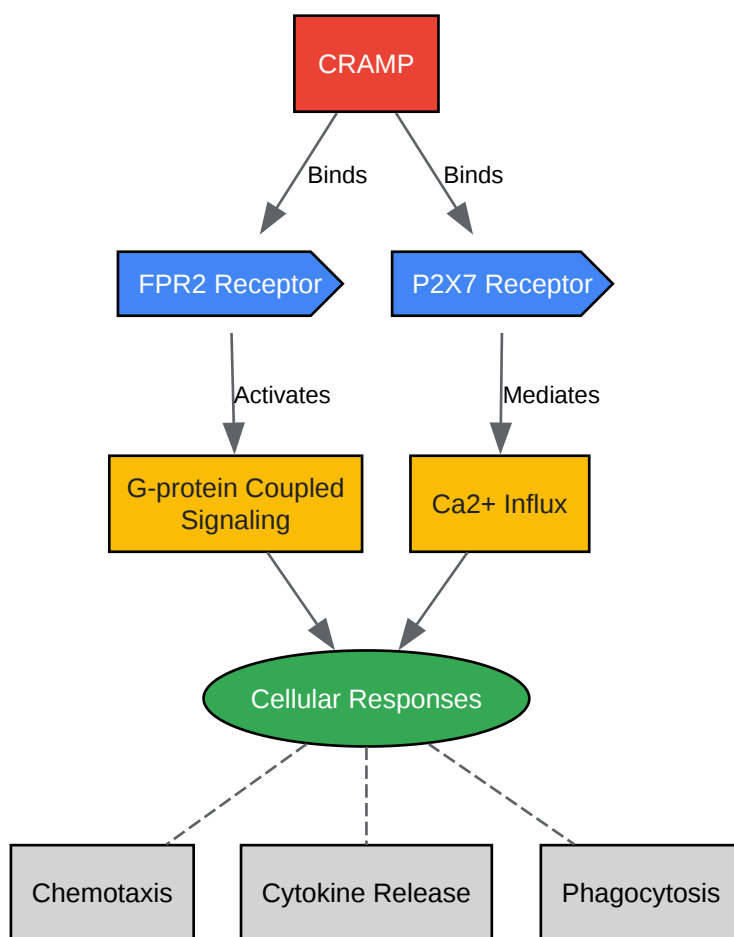 CRAMP
Binds
Binds
FPR2 Receptor
P2X7 Receptor
Activates
Mediates
G-protein Coupled
Signaling
Ca2+ Influx
Cellular Responses
Chemotaxis
Cytokine Release
Phagocytosis